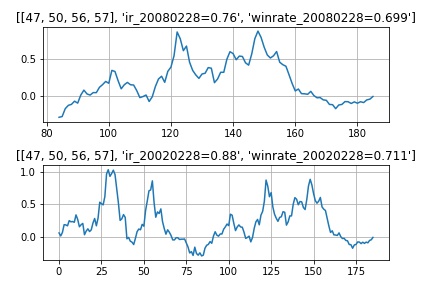 [[47, 50, 56, 57], 'ir_20080228=0.76', 'winrate_20080228=0.699']
0.5
0.0
80 100 120 140 160 180
[[47, 50, 56, 57], 'ir_20020228=0.88', 'winrate_20020228=0.711']
1.0
0.5
0.0
0 25 50 75 100 125 150 175